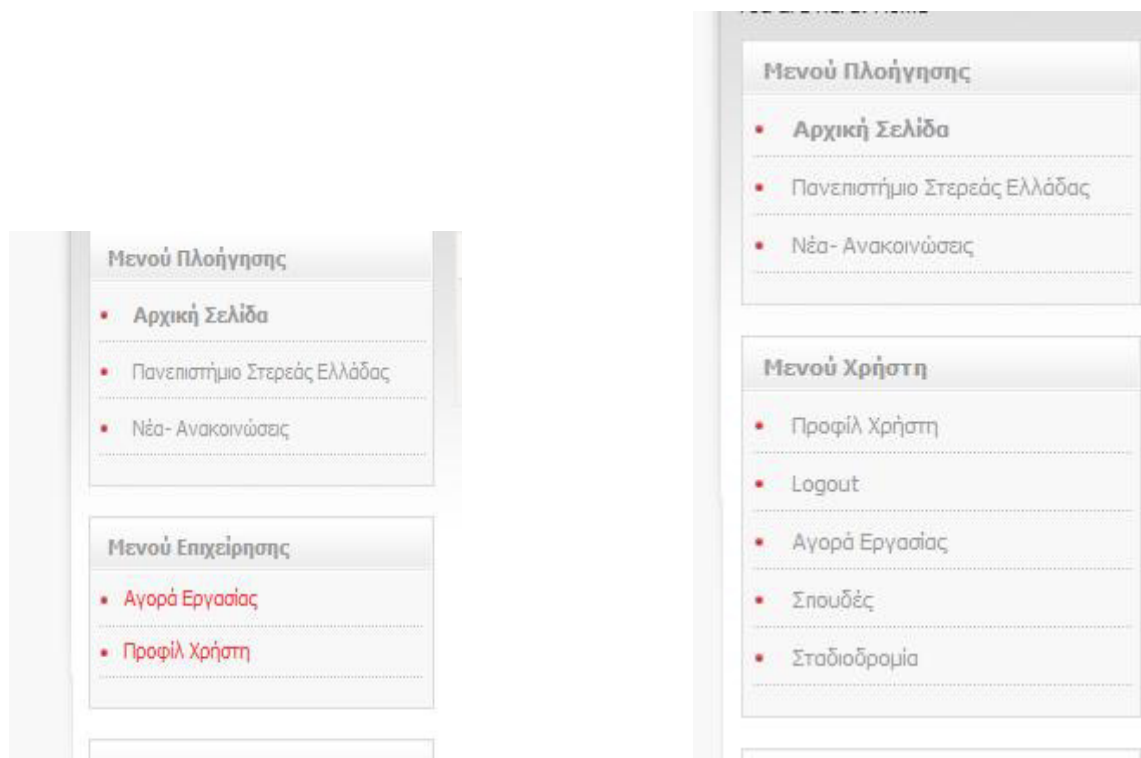 Μενού Πλοήγησης
Αρχική Σελίδα
Πανεπιστήμιο Στερεάς Ελλάδας
Νέα- Ανακοινώσεις
Μενού Επιχείρησης
Αγορά Εργασίας
Προφίλ Χρήστη
Μενού Πλοήγησης
Αρχική Σελίδα
Πανεπιστήμιο Στερεάς Ελλάδας
Νέα- Ανακοινώσεις
Μενού Χρήστη
Προφίλ Χρήστη
Logout
Αγορά Εργασίας
Σπουδές
Σταδιοδρομία